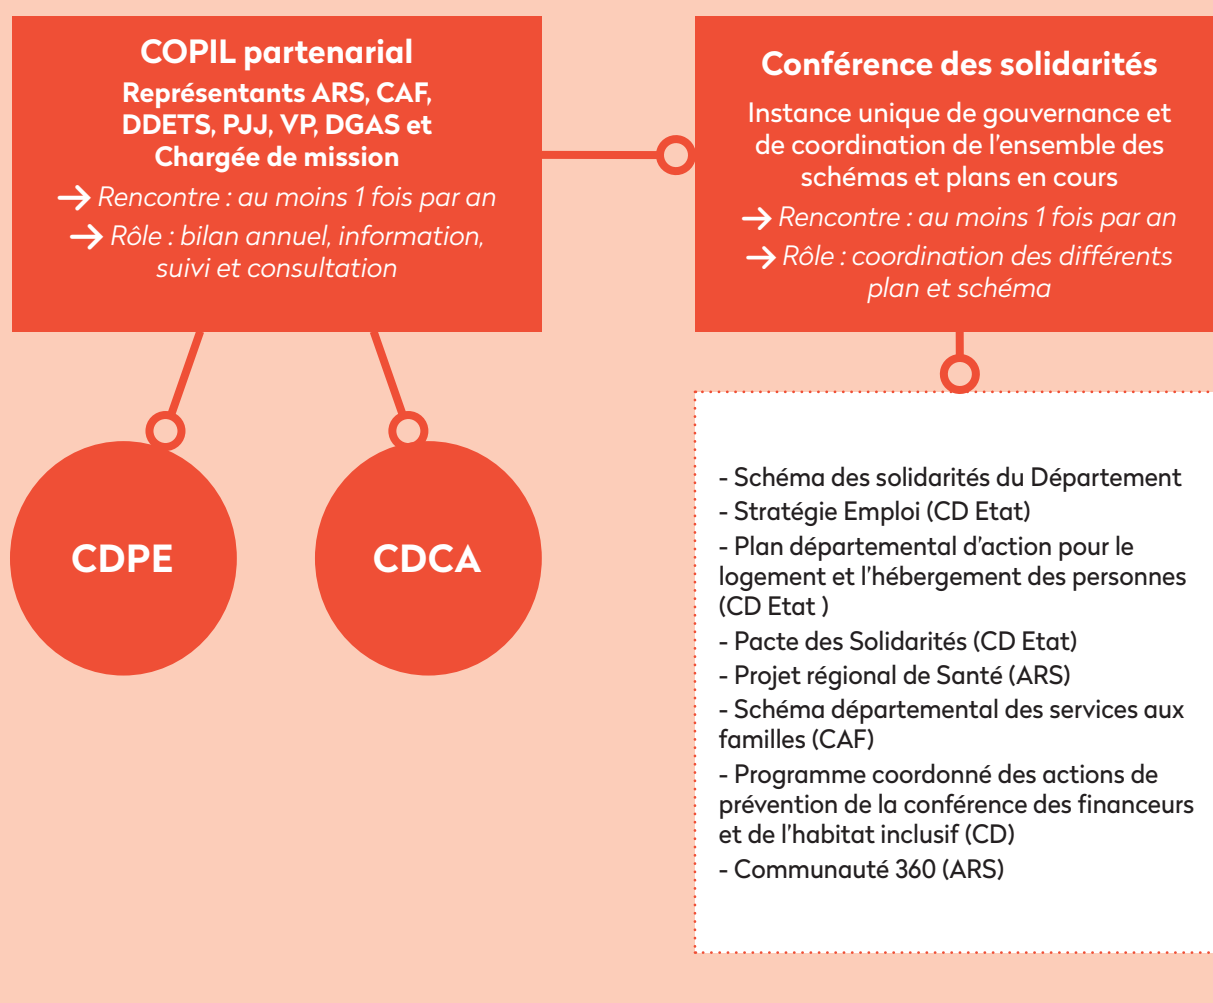 COPIL partenarial
Représentants ARS, CAF,
DDETS, PJJ, VP, DGAS et
Chargée de mission
→ Rencontre : au moins 1 fois par an
→ Rôle : bilan annuel, information,
suivi et consultation
Conférence des solidarités
Instance unique de gouvernance et
de coordination de l'ensemble des
schémas et plans en cours
→ Rencontre : au moins 1 fois par an
→ Rôle : coordination des différents
plan et schéma
CDPE
CDCA
- Schéma des solidarités du Département
- Stratégie Emploi (CD Etat)
- Plan départemental d'action pour le
logement et l'hébergement des personnes
(CD Etat )
- Pacte des Solidarités (CD Etat)
- Projet régional de Santé (ARS)
- Schéma départemental des services aux
familles (CAF)
- Programme coordonné des actions de
prévention de la conférence des financeurs
et de l'habitat inclusif (CD)
- Communauté 360 (ARS)